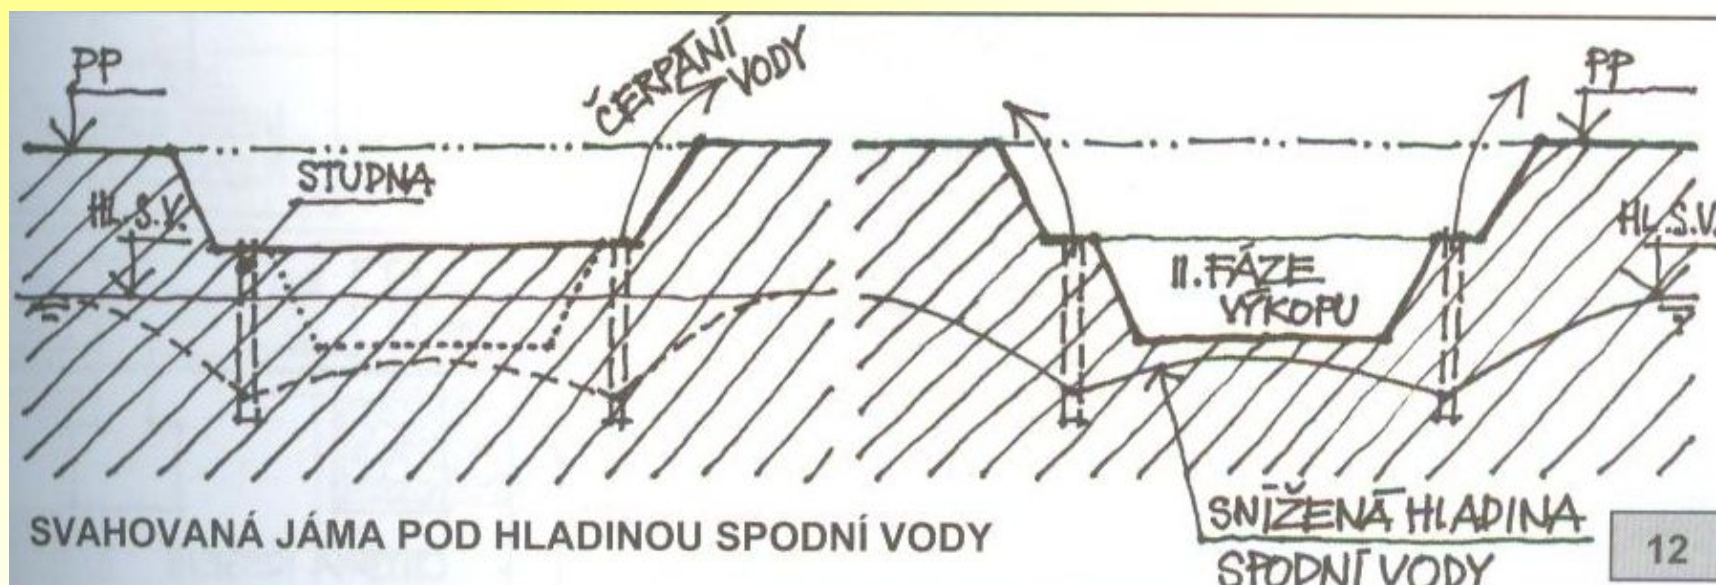 PP
ČERPÁNÍ
VODY
STUDNA
HL.S.V.
PP
HL.S.V.
II. FÁZE
VÝKOPU
SNÍŽENÁ HLADINA
SPODNÍ VODY
SVAHOVANÁ JÁMA POD HLADINOU SPODNÍ VODY
12